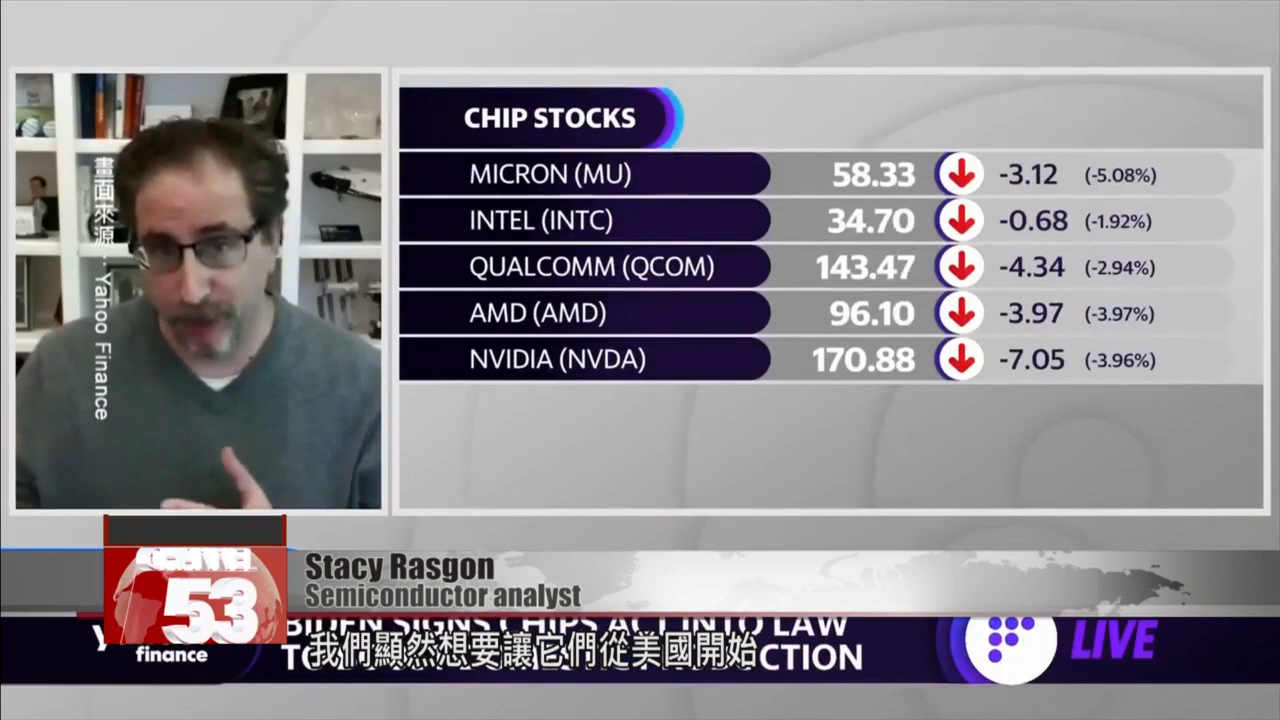 畫面來源：Yahoo Finance
CHIP STOCKS
MICRON (MU) 58.33 -3.12 (-5.08%)
INTEL (INTC) 34.70 -0.68 (-1.92%)
QUALCOMM (QCOM) 143.47 -4.34 (-2.94%)
AMD (AMD) 96.10 -3.97 (-3.97%)
NVIDIA (NVDA) 170.88 -7.05 (-3.96%)
Stacy Rasgon
Semiconductor analyst
53
BIDEN SIGNS CHIPS ACT INTO LAW
我們顯然想要讓它們從美國開始
finance
LIVE